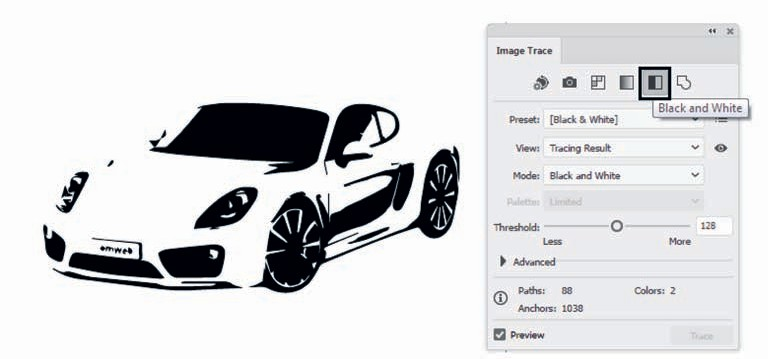 Image Trace
Black and White
Preset: [Black & White]
View: Tracing Result
Mode: Black and White
Palette: Limited
Threshold: 128
Less More
Advanced
Paths: 88 Colors: 2
Anchors: 1038
Preview Trace
omweb